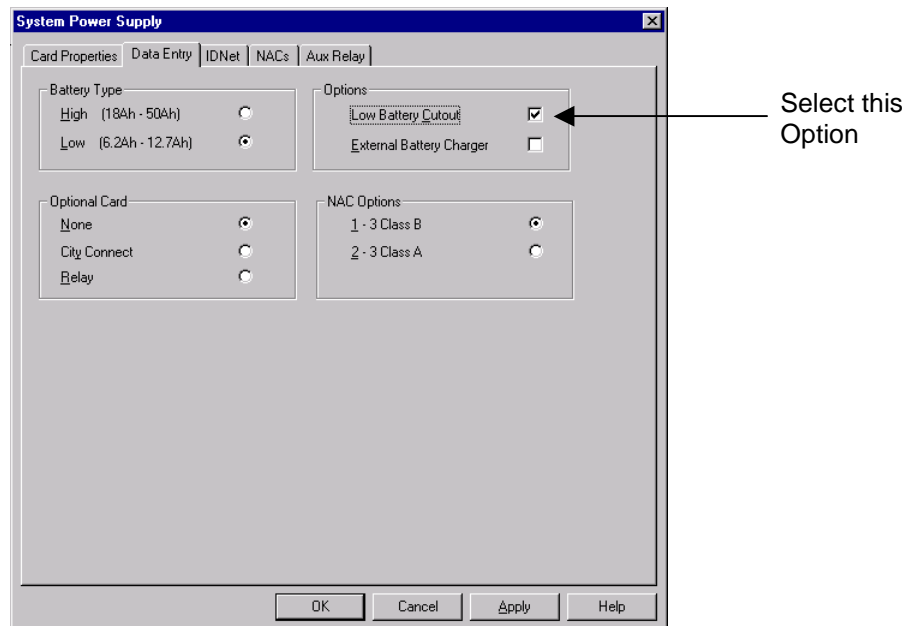 System Power Supply
Card Properties Data Entry IDNet NACs Aux Relay
Battery Type
High (18Ah - 50Ah)
Low (6.2Ah - 12.7Ah)
Options
Low Battery Cutout
External Battery Charger
Select this
Option
Optional Card
None
City Connect
Relay
NAC Options
1 - 3 Class B
2 - 3 Class A
OK Cancel Apply Help